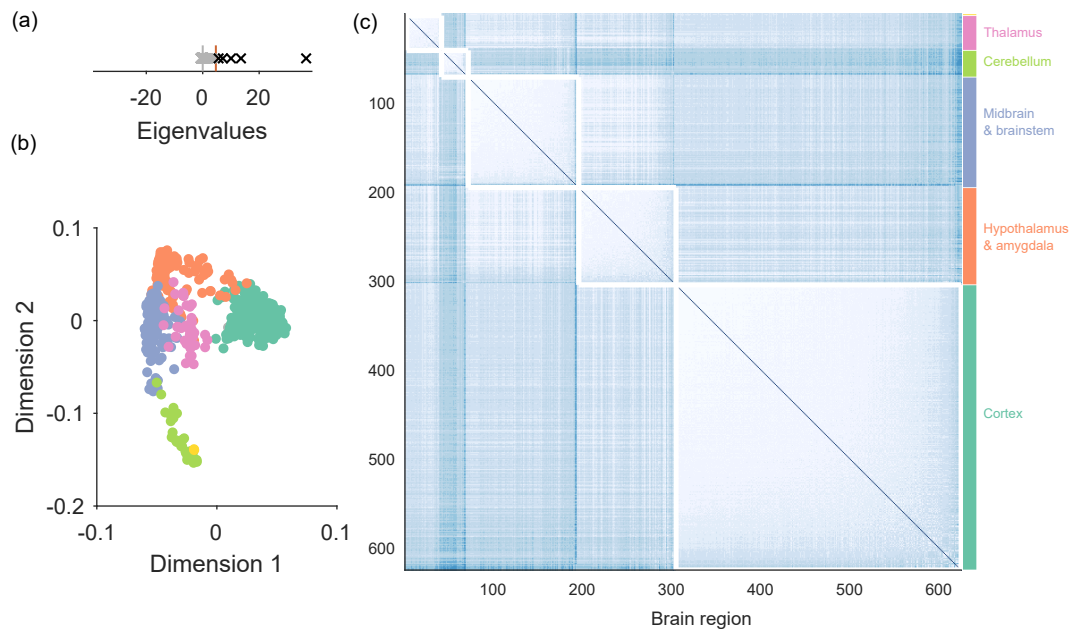 (a)
-20
0
20
Eigenvalues
(b)
0.1
0
-0.1
-0.2
-0.1
0
0.1
Dimension 2
Dimension 1
(c)
100
200
300
400
500
600
100
200
300
400
500
600
Brain region
Thalamus
Cerebellum
Midbrain
& brainstem
Hypothalamus
& amygdala
Cortex